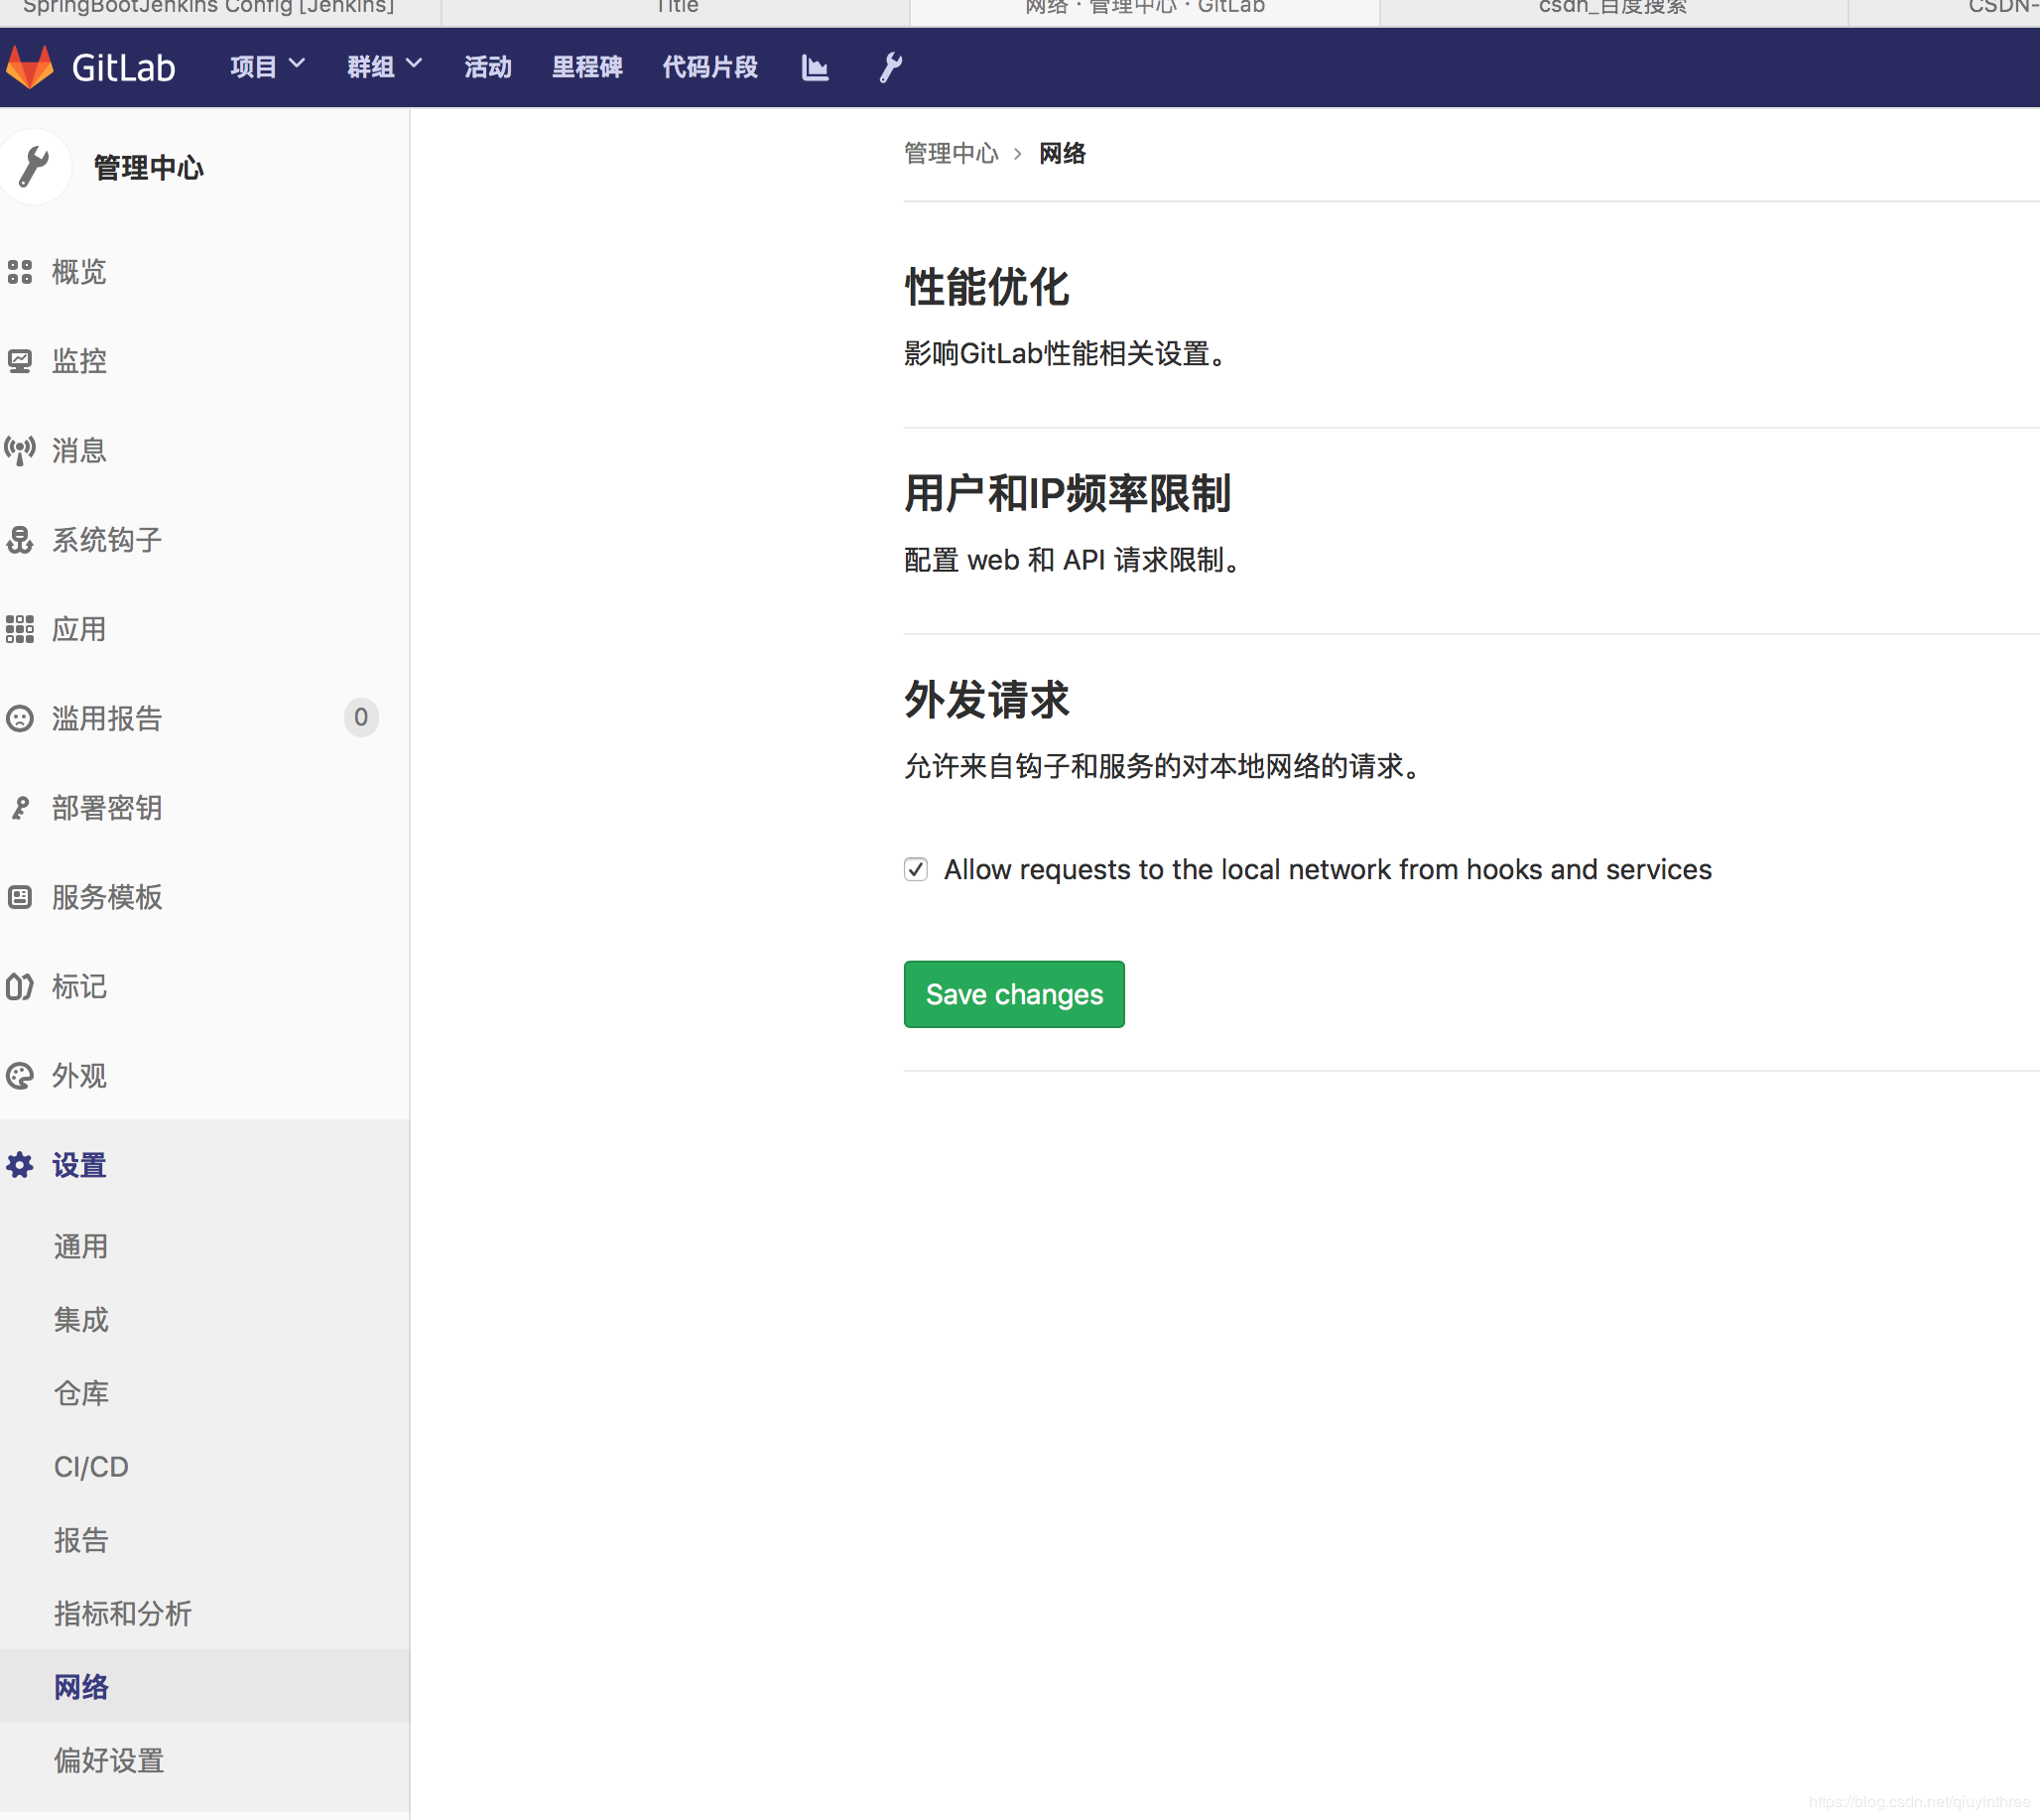 SpringBootJenkins Config [Jenkins]
Title
网络 · 管理中心 · GitLab
csdn_百度搜索
CSDN-
GitLab
项目
群组
活动
里程碑
代码片段
管理中心
概览
监控
消息
系统钩子
应用
滥用报告
0
部署密钥
服务模板
标记
外观
设置
通用
集成
仓库
CI/CD
报告
指标和分析
网络
偏好设置
管理中心 › 网络
性能优化
影响GitLab性能相关设置。
用户和IP频率限制
配置 web 和 API 请求限制。
外发请求
允许来自钩子和服务的对本地网络的请求。
Allow requests to the local network from hooks and services
Save changes
https://blog.csdn.net/qiuyinthree